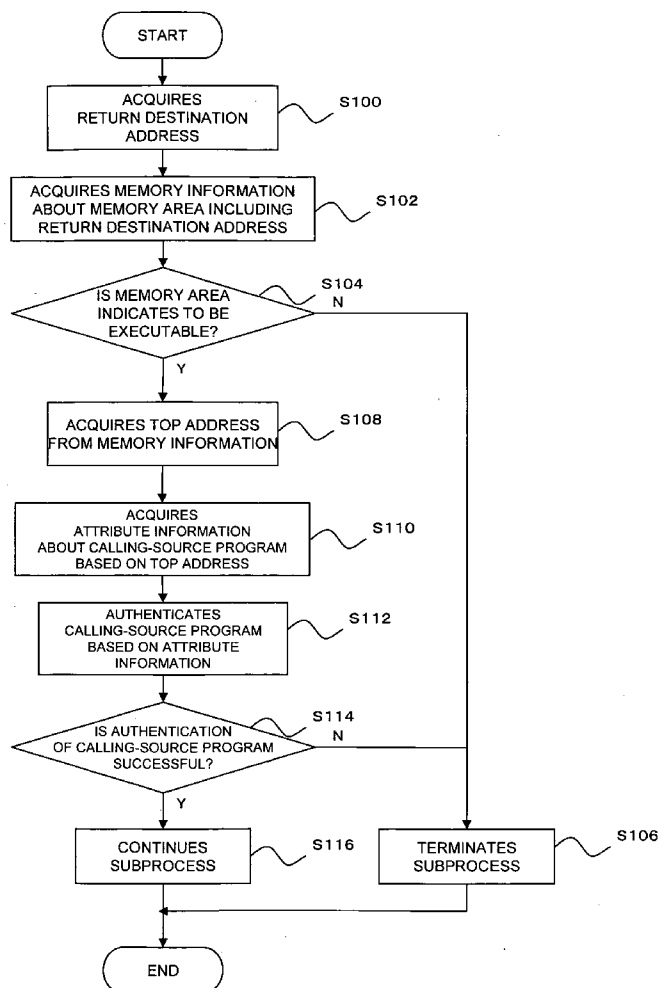 START
ACQUIRES
RETURN DESTINATION
ADDRESS
S100
ACQUIRES MEMORY INFORMATION
ABOUT MEMORY AREA INCLUDING
RETURN DESTINATION ADDRESS
S102
IS MEMORY AREA
INDICATES TO BE
EXECUTABLE?
S104
N
Y
ACQUIRES TOP ADDRESS
FROM MEMORY INFORMATION
S108
ACQUIRES
ATTRIBUTE INFORMATION
ABOUT CALLING-SOURCE PROGRAM
BASED ON TOP ADDRESS
S110
AUTHENTICATES
CALLING-SOURCE PROGRAM
BASED ON ATTRIBUTE
INFORMATION
S112
IS AUTHENTICATION
OF CALLING-SOURCE PROGRAM
SUCCESSFUL?
S114
N
Y
CONTINUES
SUBPROCESS
S116
TERMINATES
SUBPROCESS
S106
END